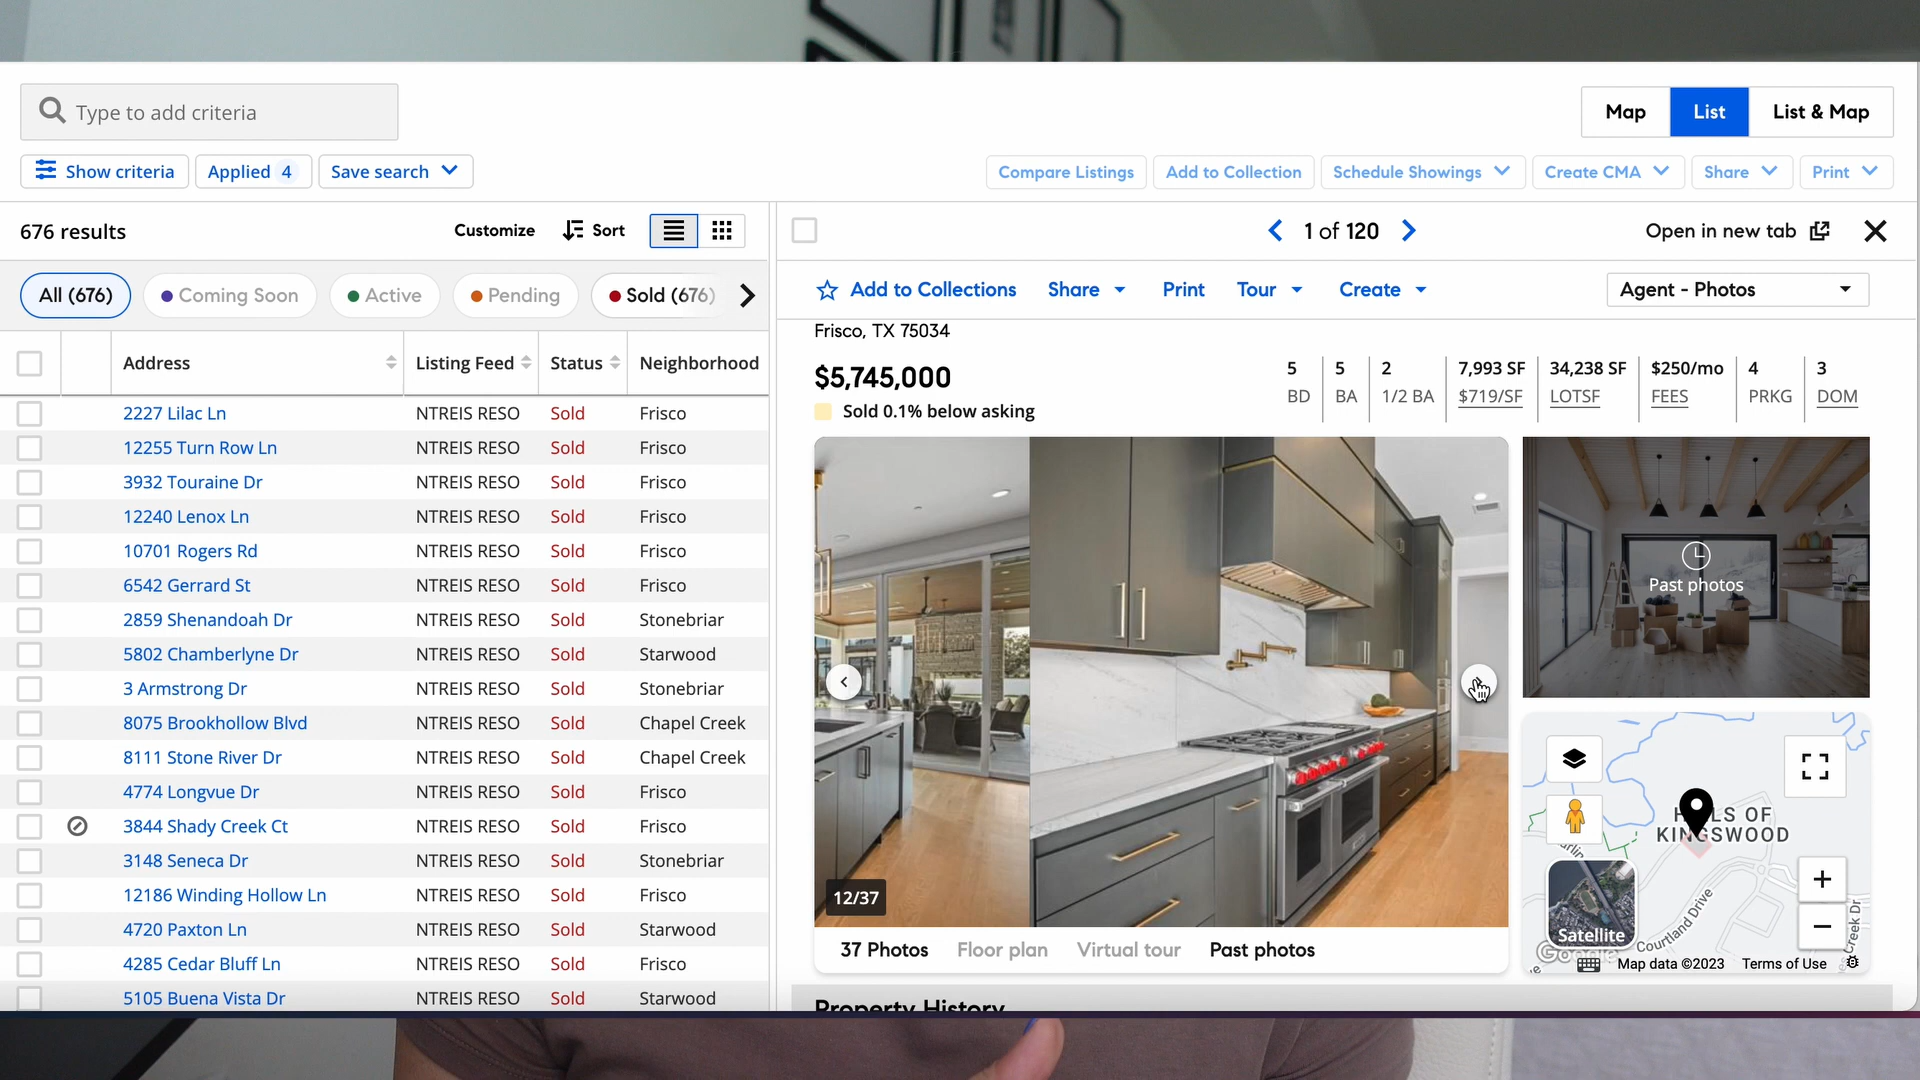 Type to add criteria
Map
List
List & Map
Show criteria
Applied 4
Save search
Compare Listings
Add to Collection
Schedule Showings
Create CMA
Share
Print
676 results
Customize
Sort
1 of 120
Open in new tab
All (676)
Coming Soon
Active
Pending
Sold (676)
Add to Collections
Share
Print
Tour
Create
Agent - Photos
Address
Listing Feed
Status
Neighborhood
2227 Lilac Ln NTREIS RESO Sold Frisco
12255 Turn Row Ln NTREIS RESO Sold Frisco
3932 Touraine Dr NTREIS RESO Sold Frisco
12240 Lenox Ln NTREIS RESO Sold Frisco
10701 Rogers Rd NTREIS RESO Sold Frisco
6542 Gerrard St NTREIS RESO Sold Frisco
2859 Shenandoah Dr NTREIS RESO Sold Stonebriar
5802 Chamberlyne Dr NTREIS RESO Sold Starwood
3 Armstrong Dr NTREIS RESO Sold Stonebriar
8075 Brookhollow Blvd NTREIS RESO Sold Chapel Creek
8111 Stone River Dr NTREIS RESO Sold Chapel Creek
4774 Longvue Dr NTREIS RESO Sold Frisco
3844 Shady Creek Ct NTREIS RESO Sold Frisco
3148 Seneca Dr NTREIS RESO Sold Stonebriar
12186 Winding Hollow Ln NTREIS RESO Sold Frisco
4720 Paxton Ln NTREIS RESO Sold Starwood
4285 Cedar Bluff Ln NTREIS RESO Sold Frisco
5105 Buena Vista Dr NTREIS RESO Sold Starwood
Frisco, TX 75034
$5,745,000
Sold 0.1% below asking
5 5 2 7,993 SF 34,238 SF $250/mo 4 3
BD BA 1/2 BA $719/SF LOTSF FEES PRKG DOM
Past photos
12/37
37 Photos
Floor plan
Virtual tour
Past photos
KINGSWOOD
Courtland Drive
Creek Dr
Satellite
Google
Map data ©2023
Terms of Use
Property History